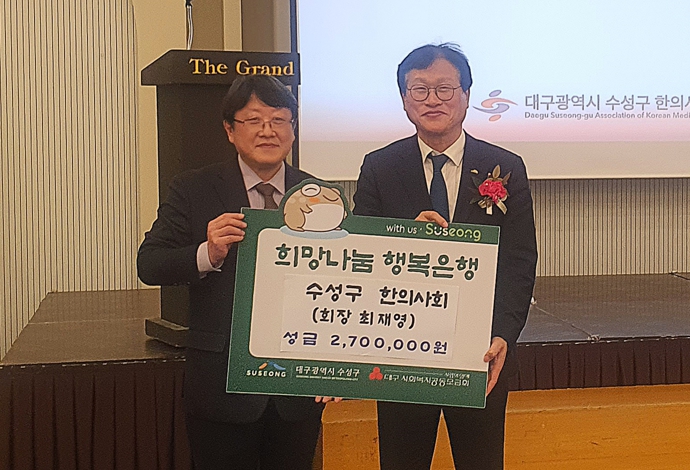 The Grand
대구광역시 수성구 한의사
Daegu Suseong-gu Association of Korean Medi
with us · Suseong
희망나눔 행복은행
수성구 한의사회
(회장 최재영)
성금 2,700,000원
SUSEONG
대구광역시 수성구
대구 사회복지공동모금회